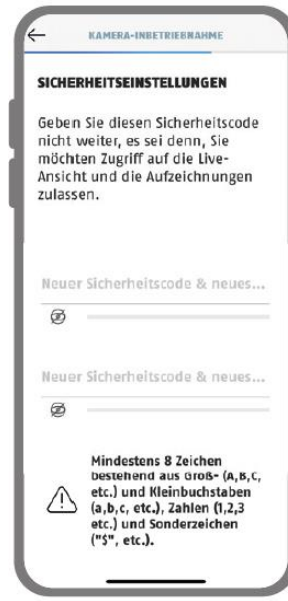 KAMERA-INBETRIEBNAHME
SICHERHEITSEINSTELLUNGEN
Geben Sie diesen Sicherheitscode
nicht weiter, es sei denn, Sie
möchten Zugriff auf die Live-
Ansicht und die Aufzeichnungen
zulassen.
Neuer Sicherheitscode & neues...
Neuer Sicherheitscode & neues...
Mindestens 8 Zeichen
bestehend aus Groß- (A,B,C,
etc.) und Kleinbuchstaben
(a,b,c, etc.), Zahlen (1,2,3
etc.) und Sonderzeichen
("$", etc.).